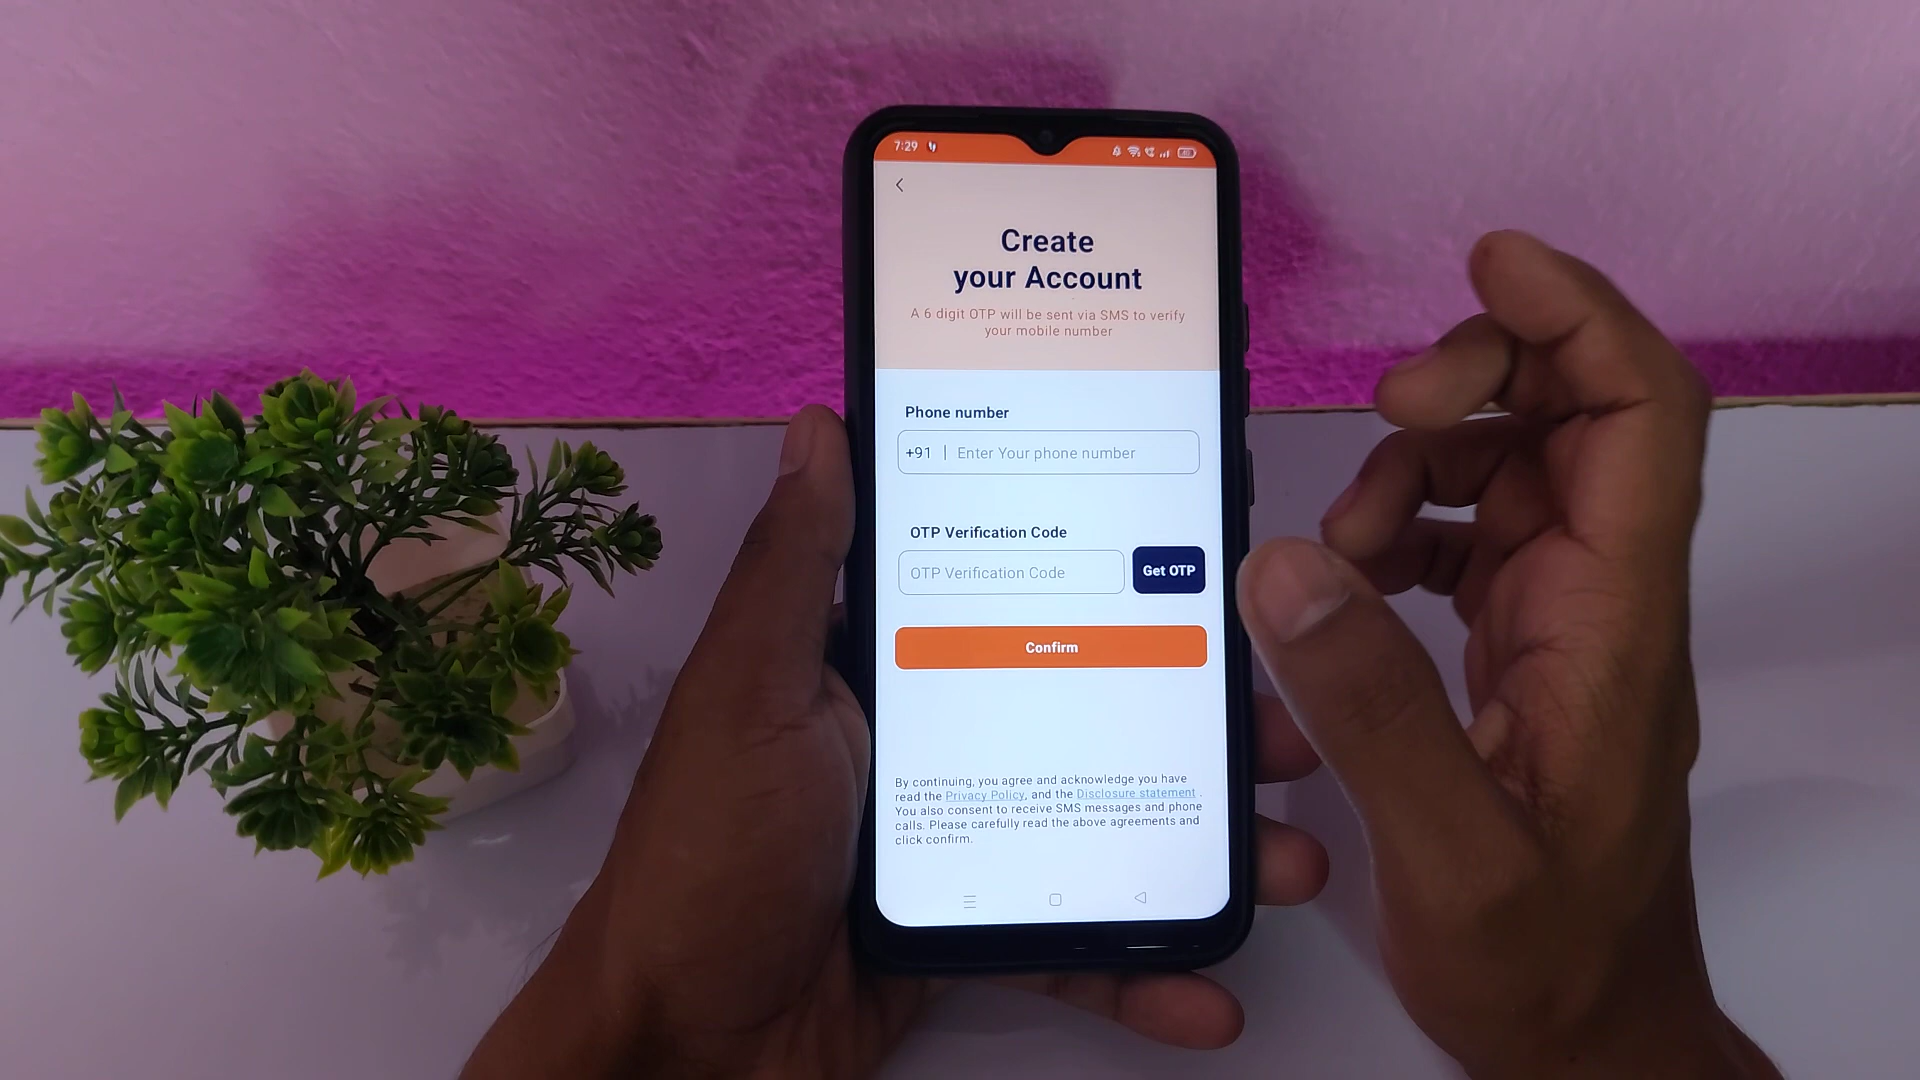 7:29
Create
your Account
A 6 digit OTP will be sent via SMS to verify
your mobile number
Phone number
+91 | Enter Your phone number
OTP Verification Code
OTP Verification Code
Get OTP
Confirm
By continuing, you agree and acknowledge you have
read the Privacy Policy, and the Disclosure statement .
You also consent to receive SMS messages and phone
calls. Please carefully read the above agreements and
click confirm.